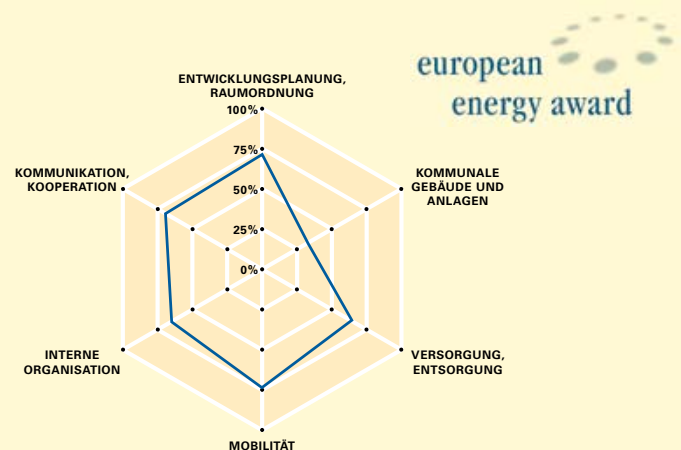 european
energy award
ENTWICKLUNGSPLANUNG,
RAUMORDNUNG
100%
75%
50%
25%
0%
KOMMUNIKATION,
KOOPERATION
KOMMUNALE
GEBÄUDE UND
ANLAGEN
INTERNE
ORGANISATION
VERSORGUNG,
ENTSORGUNG
MOBILITÄT